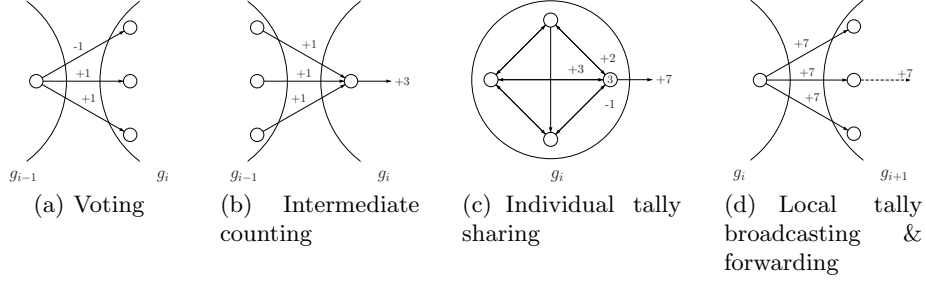 -1
+1
+1
g_{i-1}
g_i
(a) Voting
+1
+1
+1
+3
g_{i-1}
g_i
(b) Intermediate
counting
+2
+3
3
+7
-1
g_i
(c) Individual tally
sharing
+7
+7
+7
+7
g_i
g_{i+1}
(d) Local tally
broadcasting &
forwarding